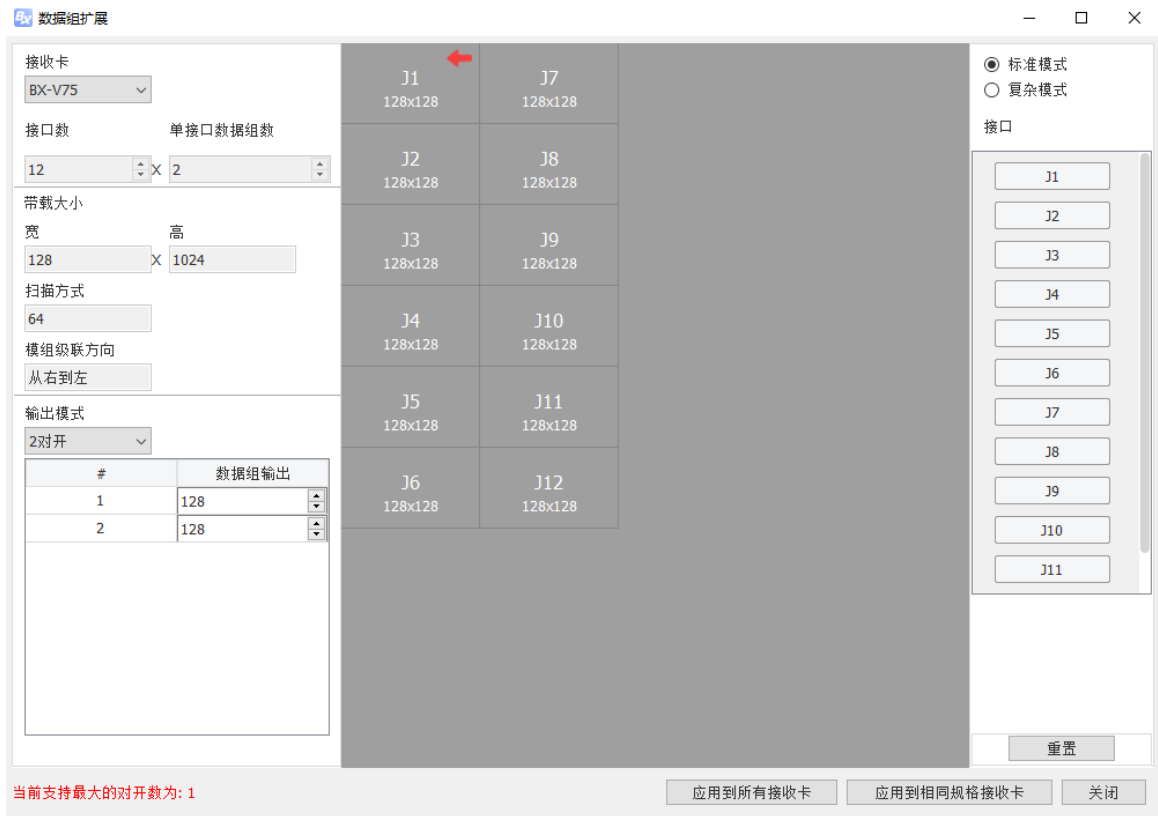 BX 数据组扩展
接收卡
BX-V75
接口数 单接口数据组数
12 X 2
带载大小
宽 高
128 X 1024
扫描方式
64
模组级联方向
从右到左
输出模式
2对开
# 数据组输出
1 128
2 128
J1
128x128
J7
128x128
J2
128x128
J8
128x128
J3
128x128
J9
128x128
J4
128x128
J10
128x128
J5
128x128
J11
128x128
J6
128x128
J12
128x128
标准模式
复杂模式
接口
J1
J2
J3
J4
J5
J6
J7
J8
J9
J10
J11
重置
当前支持最大的对开数为: 1
应用到所有接收卡 应用到相同规格接收卡 关闭